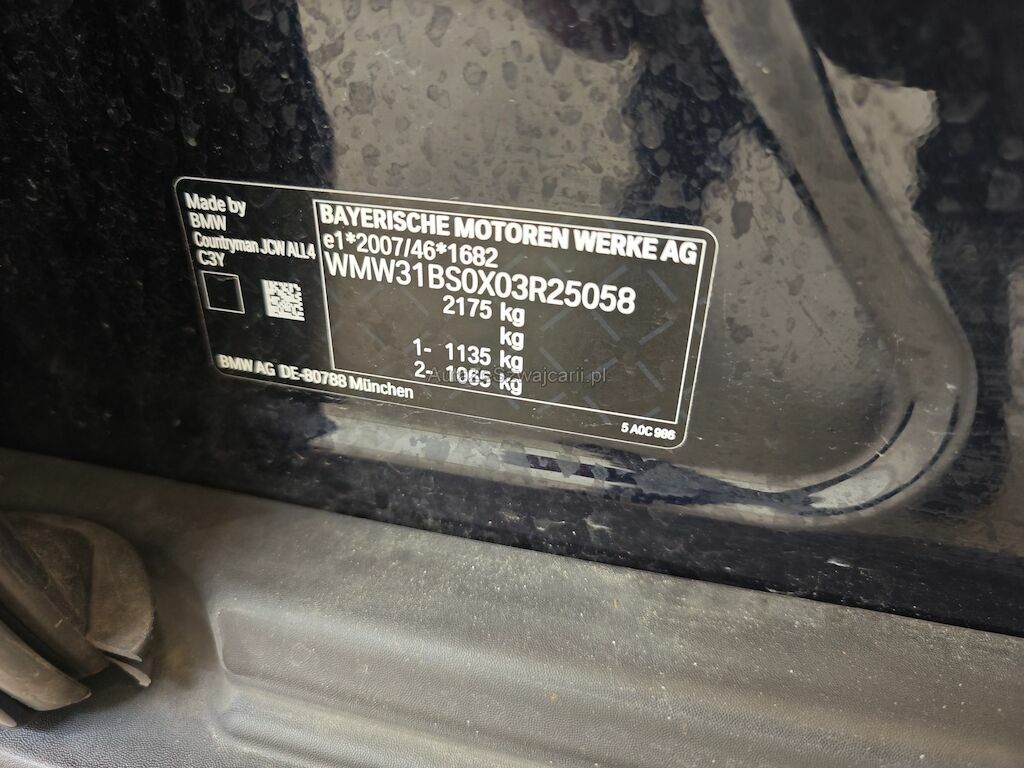 Made by
BMW
Countryman JCW ALL4
C3Y
BAYERISCHE MOTOREN WERKE AG
e1*2007/46*1682
WMW31BS0X03R25058
2175 kg
kg
1- 1135 kg
2- 1065 kg
BMW AG DE-80788 München
5 A0C 986